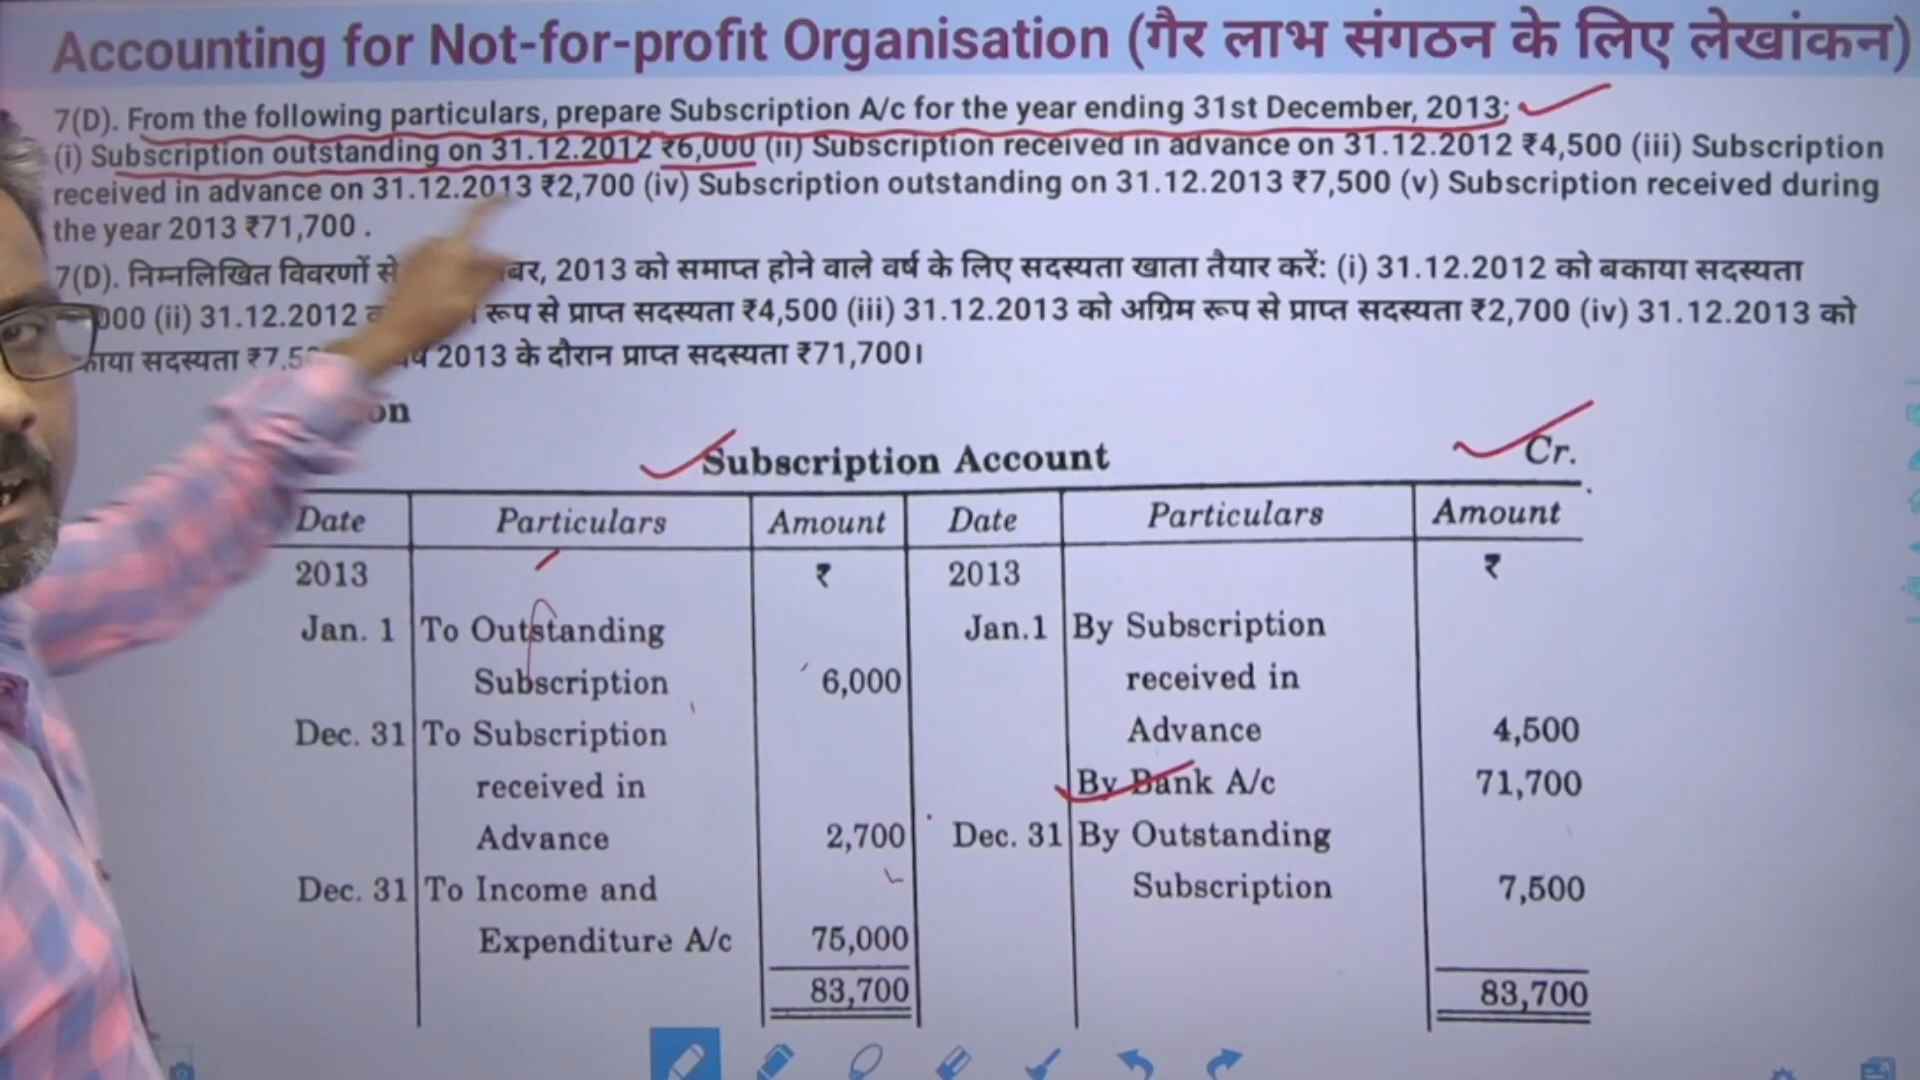 Accounting for Not-for-profit Organisation (गैर लाभ संगठन के लिए लेखांकन)
7(D). From the following particulars, prepare Subscription A/c for the year ending 31st December, 2013;
(i) Subscription outstanding on 31.12.2012 ₹6,000 (ii) Subscription received in advance on 31.12.2012 ₹4,500 (iii) Subscription
received in advance on 31.12.2013 ₹2,700 (iv) Subscription outstanding on 31.12.2013 ₹7,500 (v) Subscription received during
the year 2013 ₹71,700 .
7(D). निम्नलिखित विवरणों से 2013 को समाप्त होने वाले वर्ष के लिए सदस्यता खाता तैयार करें: (i) 31.12.2012 को बकाया सदस्यता
000 (ii) 31.12.2012 रूप से प्राप्त सदस्यता ₹4,500 (iii) 31.12.2013 को अग्रिम रूप से प्राप्त सदस्यता ₹2,700 (iv) 31.12.2013 को
सदस्यता ₹7,5 2013 के दौरान प्राप्त सदस्यता ₹71,700।
on
Subscription Account Cr.
Date Particulars Amount Date Particulars Amount
2013 ₹ 2013 ₹
Jan. 1 To Outstanding Jan.1 By Subscription
Subscription 6,000 received in
Dec. 31 To Subscription Advance 4,500
received in By Bank A/c 71,700
Advance 2,700 Dec. 31 By Outstanding
Dec. 31 To Income and Subscription 7,500
Expenditure A/c 75,000
83,700 83,700